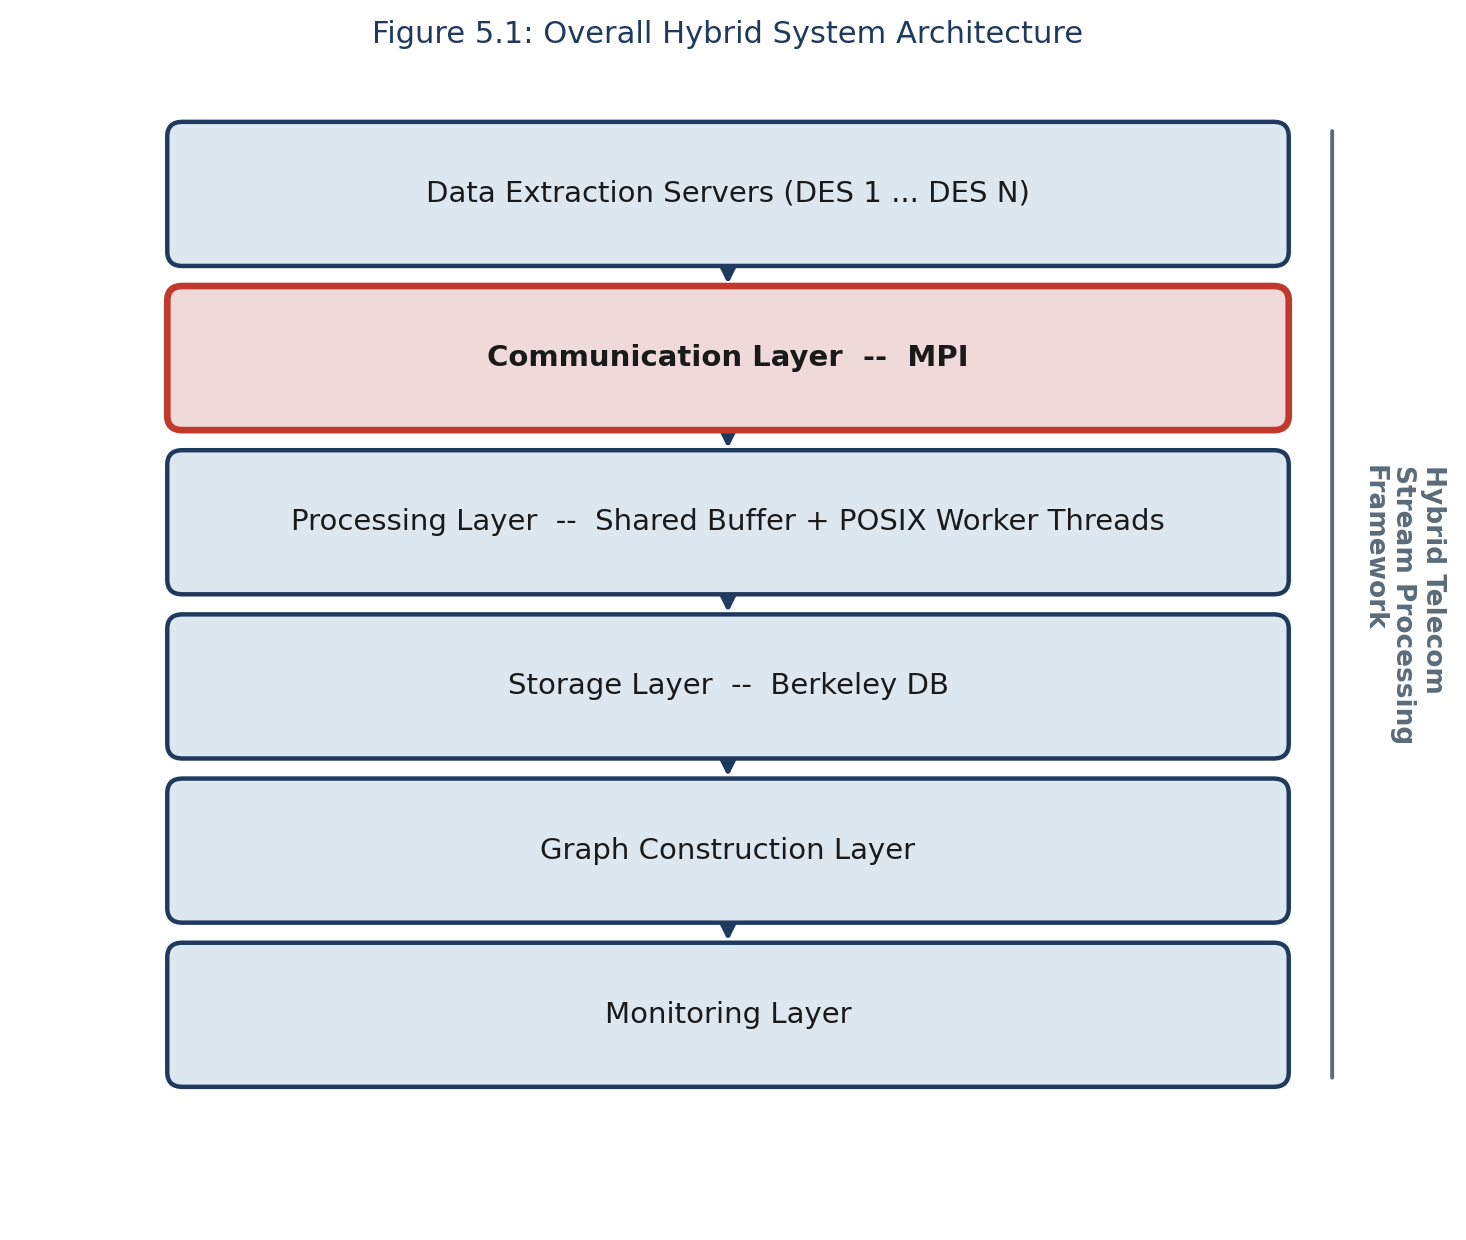 Figure 5.1: Overall Hybrid System Architecture
Data Extraction Servers (DES 1 ... DES N)
Communication Layer -- MPI
Processing Layer -- Shared Buffer + POSIX Worker Threads
Storage Layer -- Berkeley DB
Graph Construction Layer
Monitoring Layer
Hybrid Telecom
Stream Processing
Framework